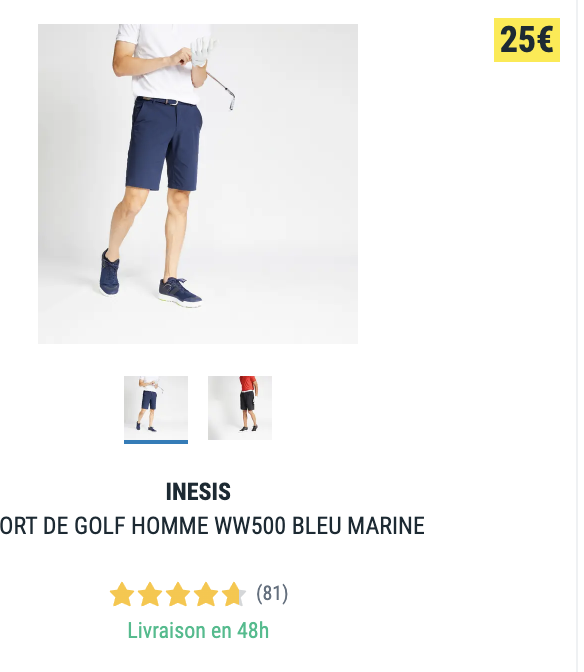 25€
INESIS
ORT DE GOLF HOMME WW500 BLEU MARINE
(81)
Livraison en 48h